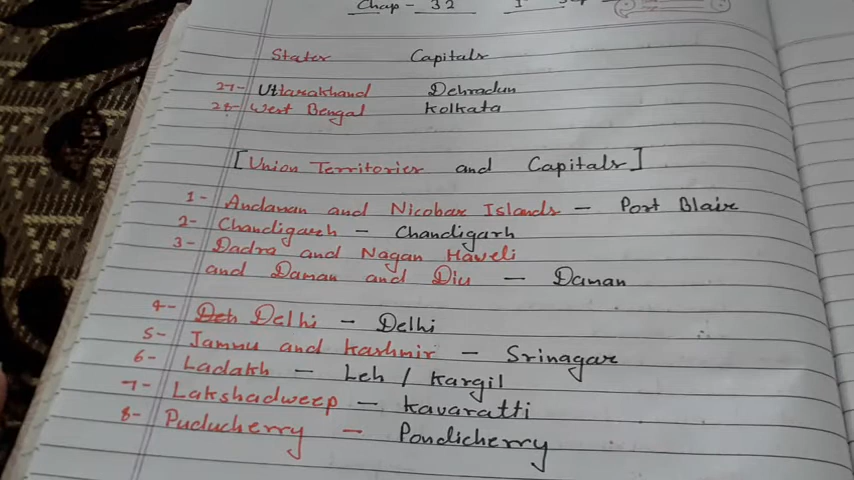 Chap - 32
States Capitals
27- Uttarakhand Dehradun
28- West Bengal Kolkata
[Union Territories and Capitals]
1- Andaman and Nicobar Islands - Port Blair
2- Chandigarh - Chandigarh
3- Dadra and Nagar Haveli
and Daman and Diu - Daman
4- Delhi - Delhi
5- Jammu and Kashmir - Srinagar
6- Ladakh - Leh / Kargil
7- Lakshadweep - Kavaratti
8- Puducherry - Pondicherry